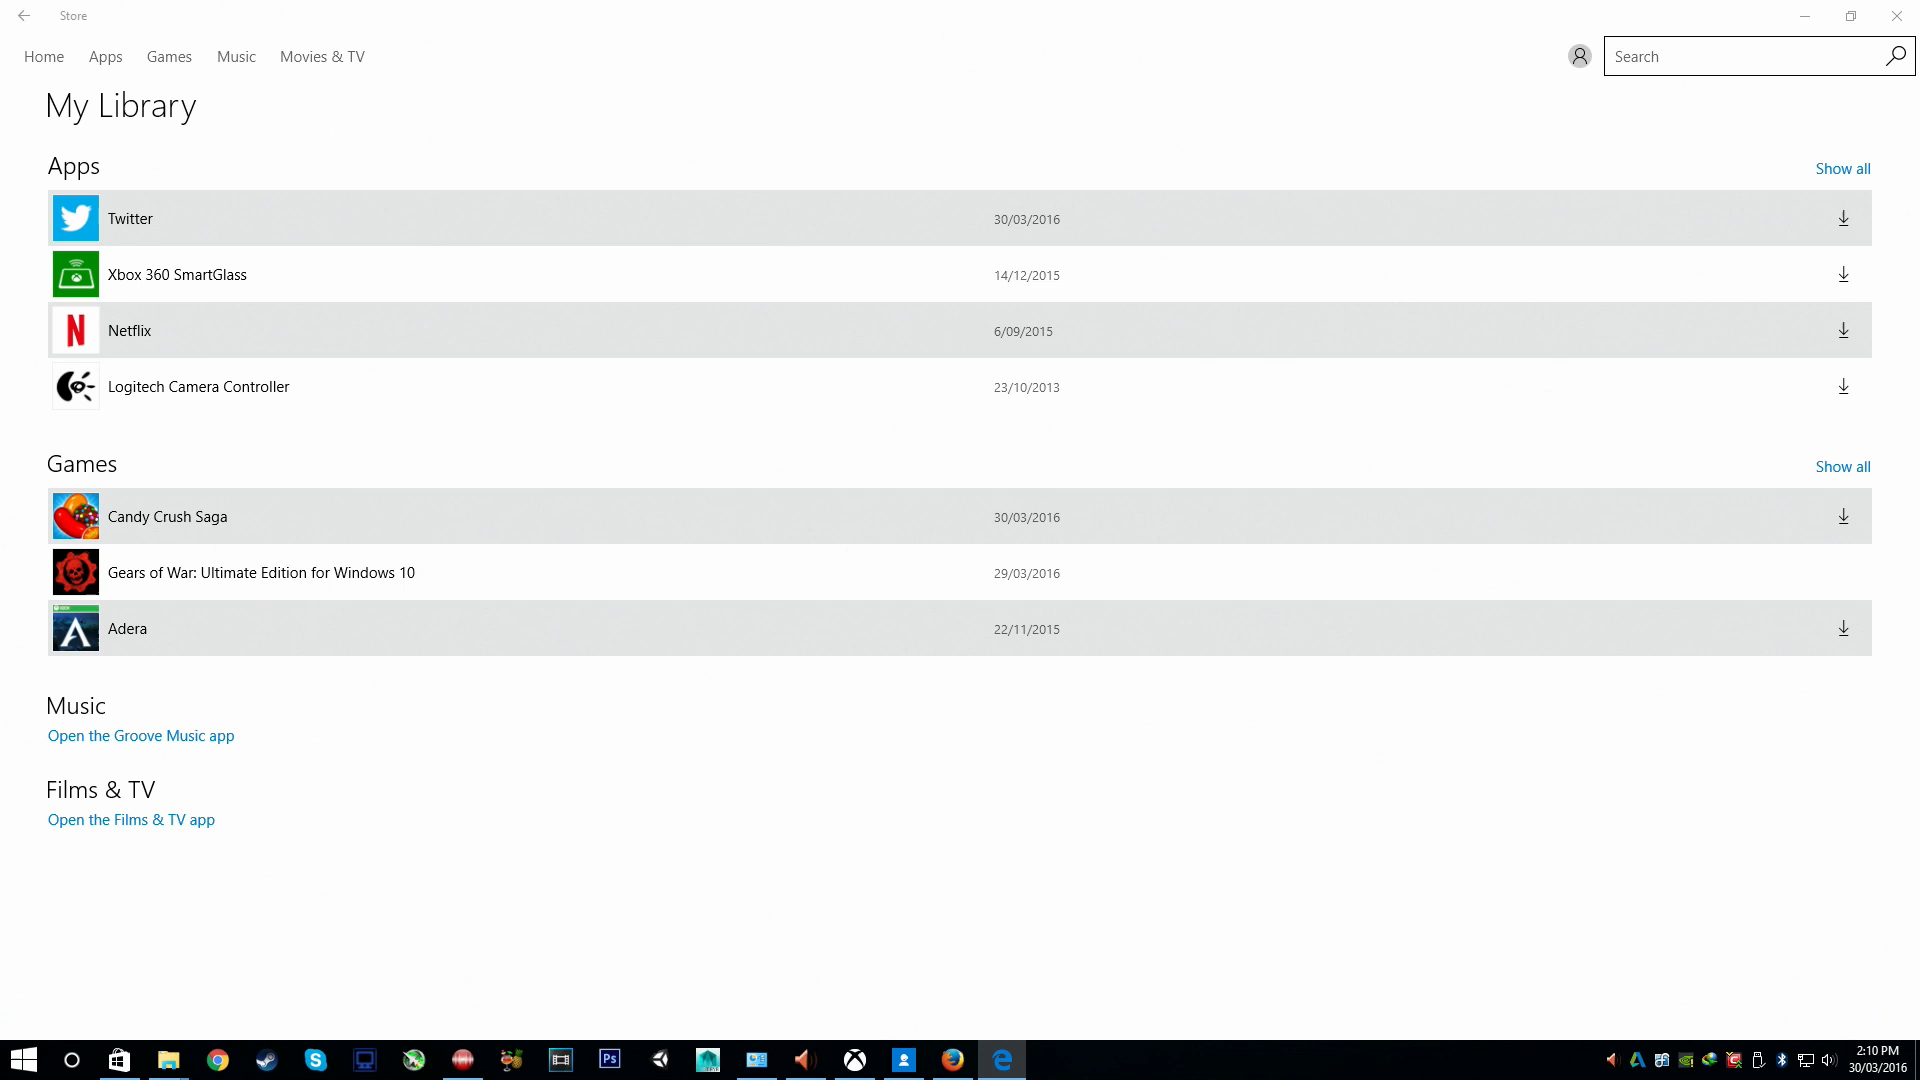 Store
Home Apps Games Music Movies & TV Search
My Library
Apps Show all
Twitter 30/03/2016
Xbox 360 SmartGlass 14/12/2015
N Netflix 6/09/2015
Logitech Camera Controller 23/10/2013
Games Show all
Candy Crush Saga 30/03/2016
Gears of War: Ultimate Edition for Windows 10 29/03/2016
Adera 22/11/2015
Music
Open the Groove Music app
Films & TV
Open the Films & TV app
Ps 2:10 PM
30/03/2016